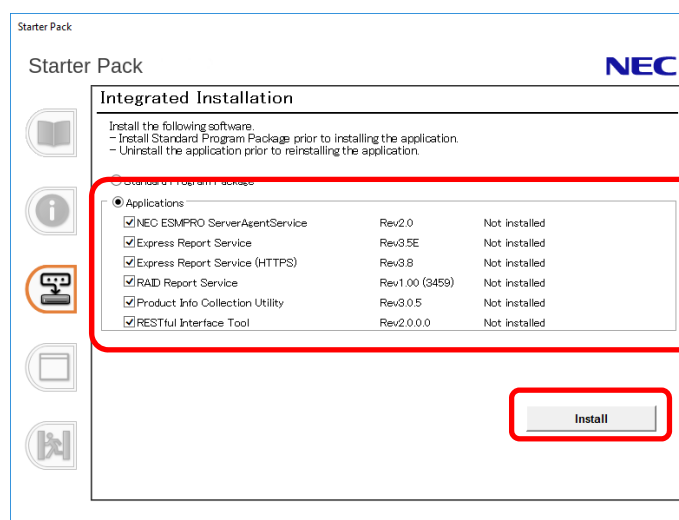 Starter Pack
Starter Pack
NEC
Integrated Installation
Install the following software.
- Install Standard Program Package prior to installing the application.
- Uninstall the application prior to reinstalling the application.
Standard Program Package
Applications
NEC ESMPRO ServerAgentService Rev2.0 Not installed
Express Report Service Rev3.5E Not installed
Express Report Service (HTTPS) Rev3.8 Not installed
RAID Report Service Rev1.00 (3459) Not installed
Product Info Collection Utility Rev3.0.5 Not installed
RESTful Interface Tool Rev2.0.0.0 Not installed
Install